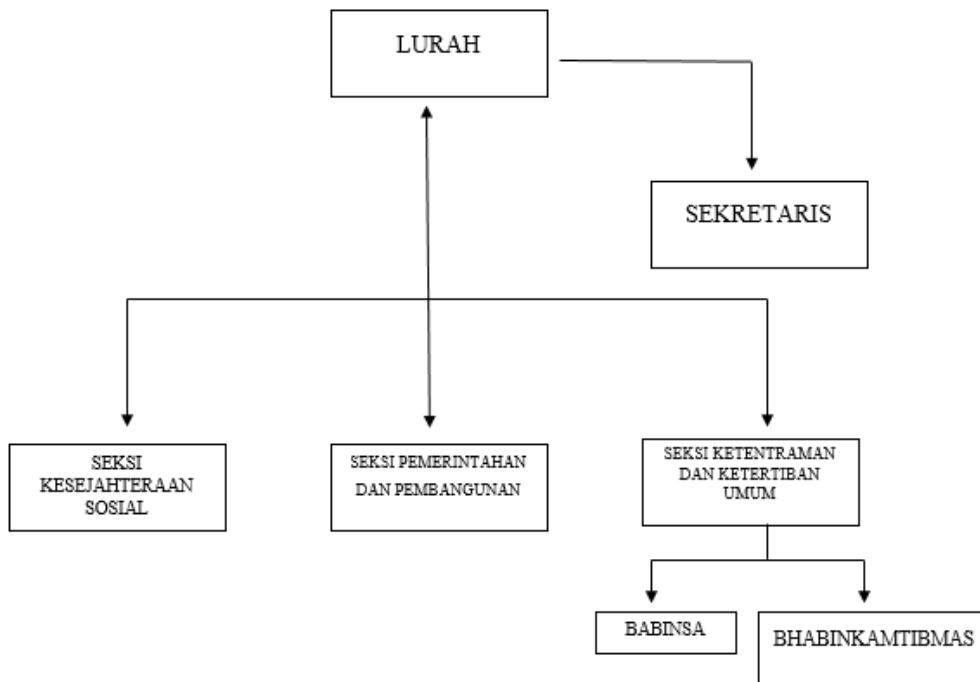 LURAH
SEKRETARIS
SEKSI
KESEJAHTERAAN
SOSIAL
SEKSI PEMERINTAHAN
DAN PEMBANGUNAN
SEKSI KETENTRAMAN
DAN KETERTIBAN
UMUM
BABINSA
BHABINKAMTIBMAS